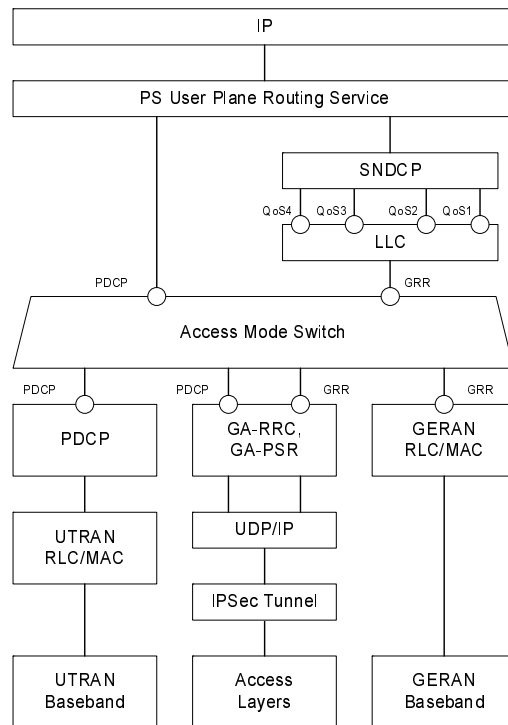 IP
PS User Plane Routing Service
SNDCP
QoS4 QoS3 QoS2 QoS1
LLC
PDCP GRR
Access Mode Switch
PDCP PDCP GRR GRR
PDCP
GA-RRC,
GA-PSR
GERAN
RLC/MAC
UTRAN
RLC/MAC
UDP/IP
IPSec Tunnel
UTRAN
Baseband
Access
Layers
GERAN
Baseband